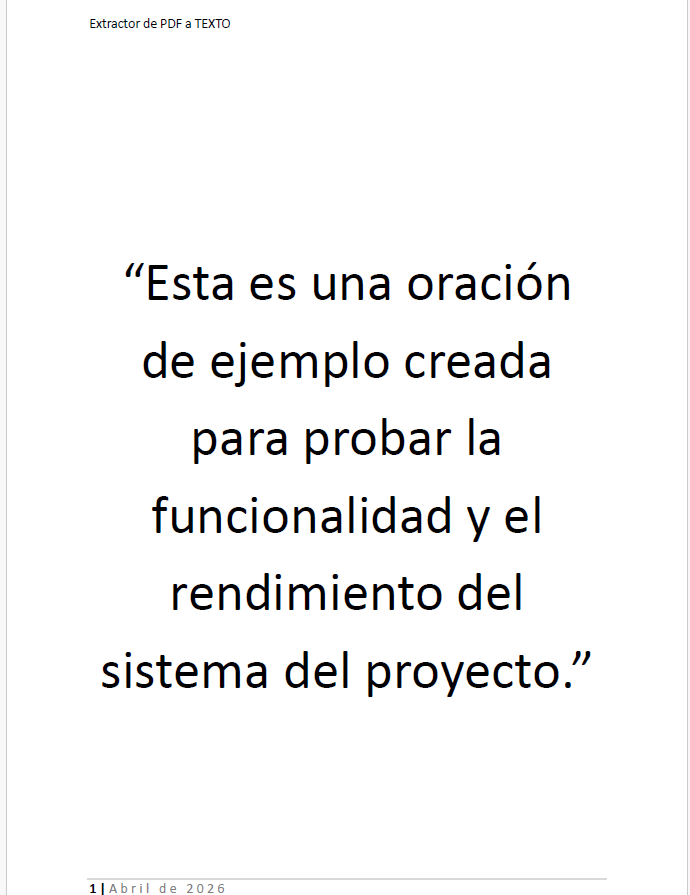 Extractor de PDF a TEXTO
“Esta es una oración
de ejemplo creada
para probar la
funcionalidad y el
rendimiento del
sistema del proyecto.”
1 | Abril de 2026